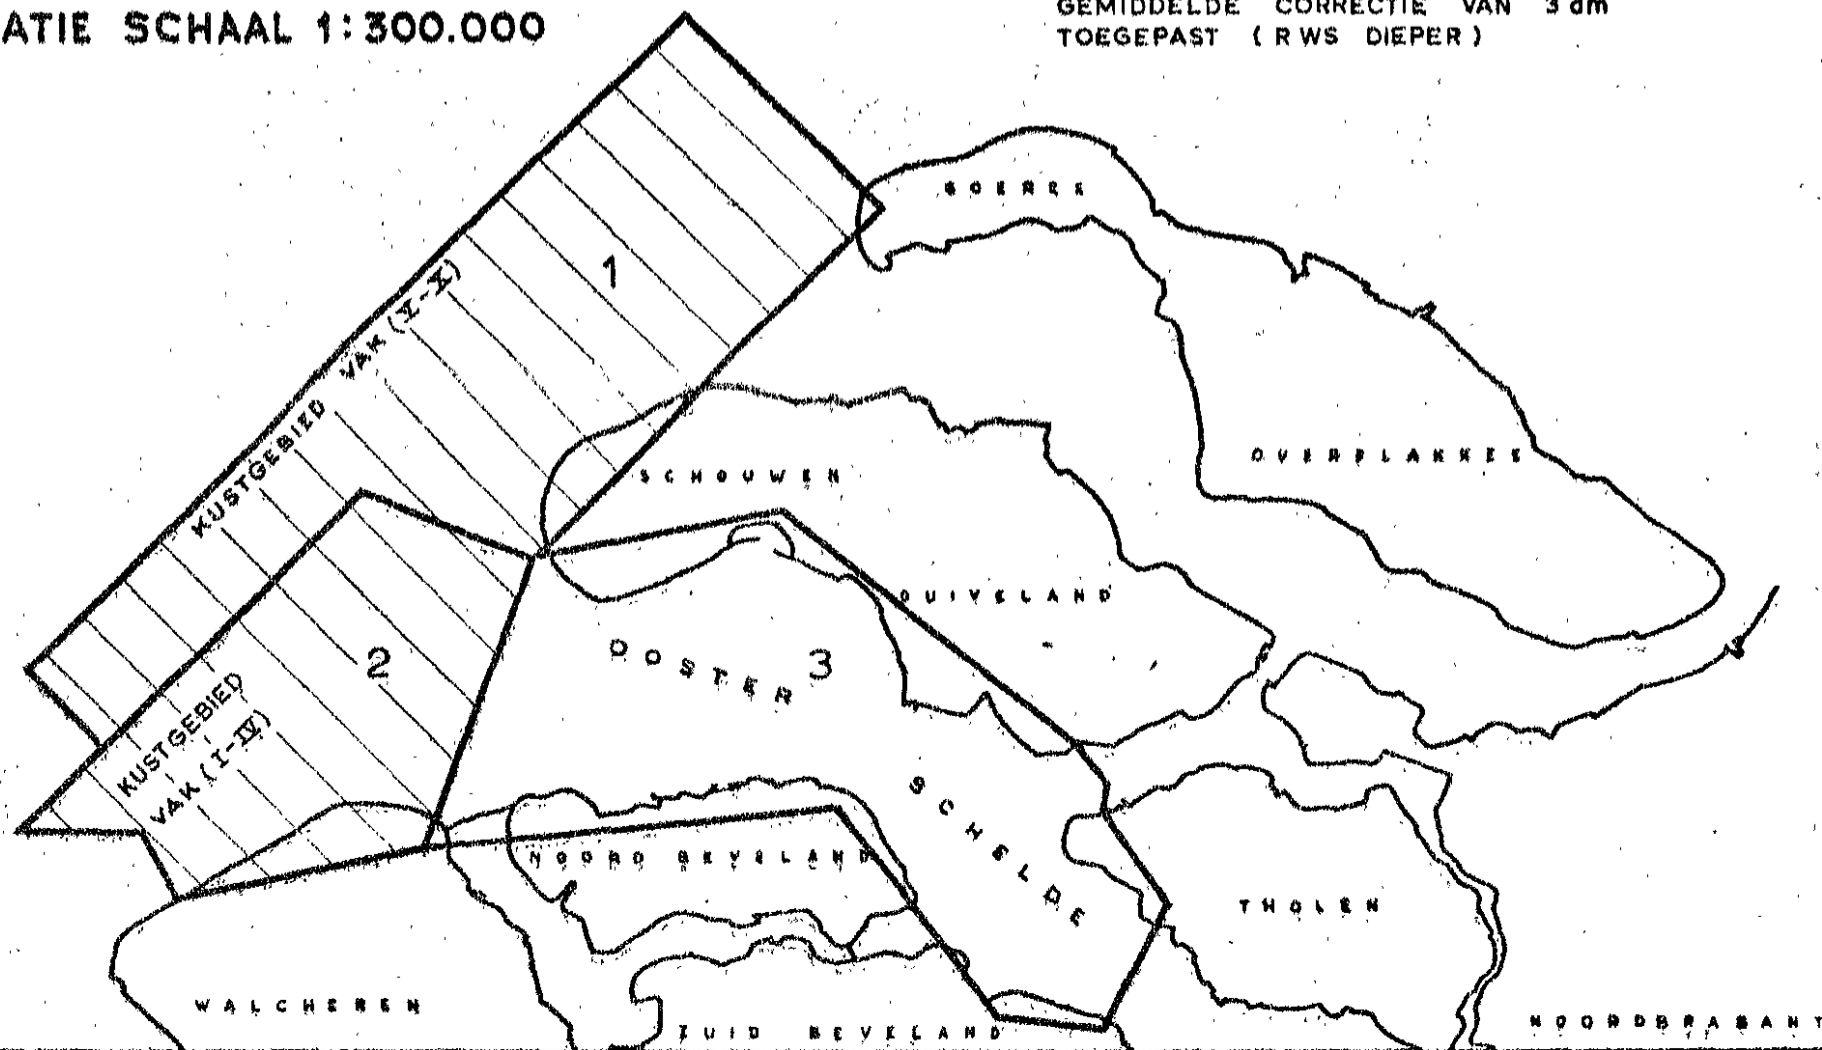 ATIE SCHAAL 1:300.000
GEMIDDELDE CORRECTIE VAN 3 dm
TOEGEPAST (RWS DIEPER)
GOEREE
1
KUSTGEBIED VAK (V-X)
OVERFLAKKEE
SCHOUWEN
DUIVELAND
OOSTER
3
2
KUSTGEBIED
VAK (I-IV)
SCHELDE
NOORD BEVELAND
THOLEN
WALCHEREN
ZUID BEVELAND
NOORDBRABANT